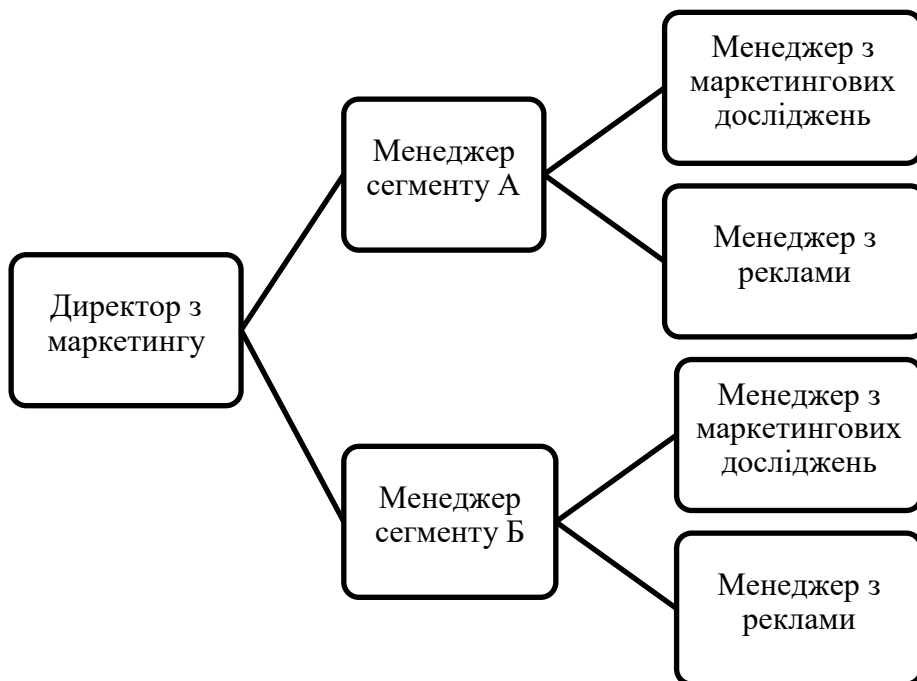 Директор з
маркетингу
Менеджер
сегменту А
Менеджер з
маркетингових
досліджень
Менеджер з
реклами
Менеджер
сегменту Б
Менеджер з
маркетингових
досліджень
Менеджер з
реклами